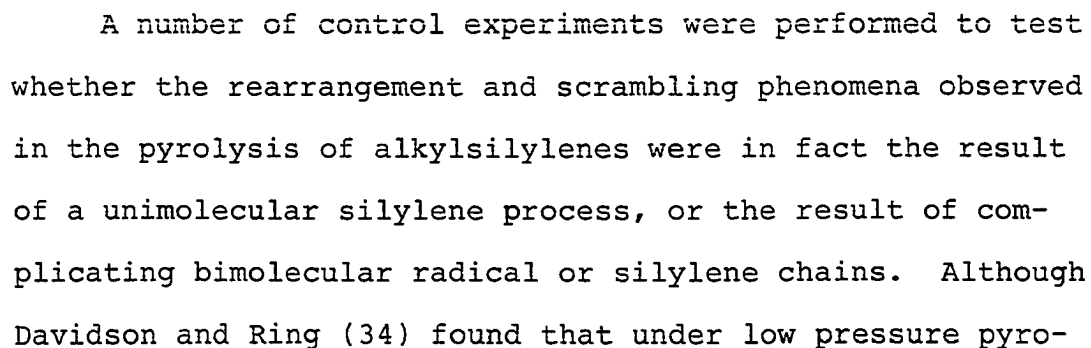 A number of control experiments were performed to test
whether the rearrangement and scrambling phenomena observed
in the pyrolysis of alkylsilylenes were in fact the result
of a unimolecular silylene process, or the result of com-
plicating bimolecular radical or silylene chains. Although
Davidson and Ring (34) found that under low pressure pyro-